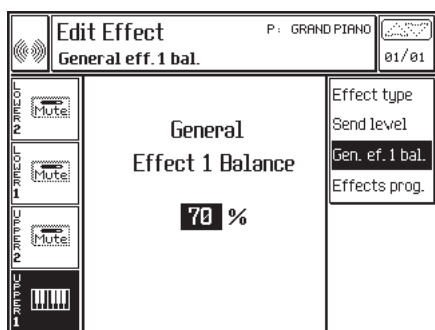 Edit Effect
P: GRAND PIANO
General eff. 1 bal.
01/01
LOWER 2
Mute
LOWER 1
Mute
UPPER 2
Mute
UPPER 1
General
Effect 1 Balance
70 %
Effect type
Send level
Gen. ef. 1 bal.
Effects prog.